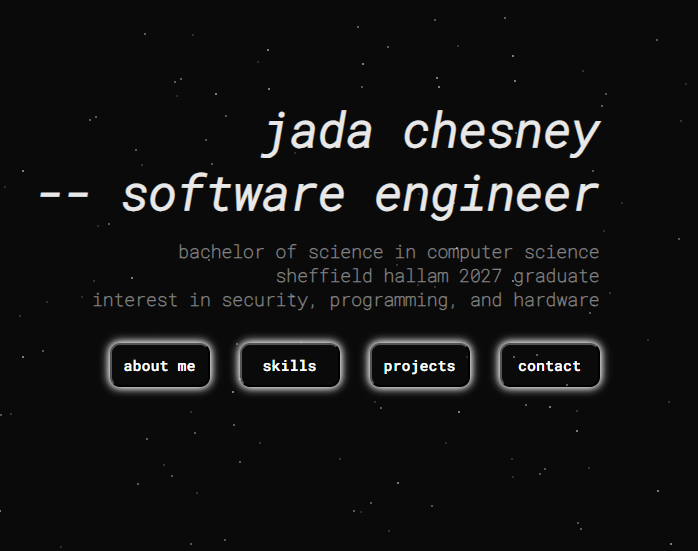 jada chesney
-- software engineer
bachelor of science in computer science
sheffield hallam 2027 graduate
interest in security, programming, and hardware
about me
skills
projects
contact